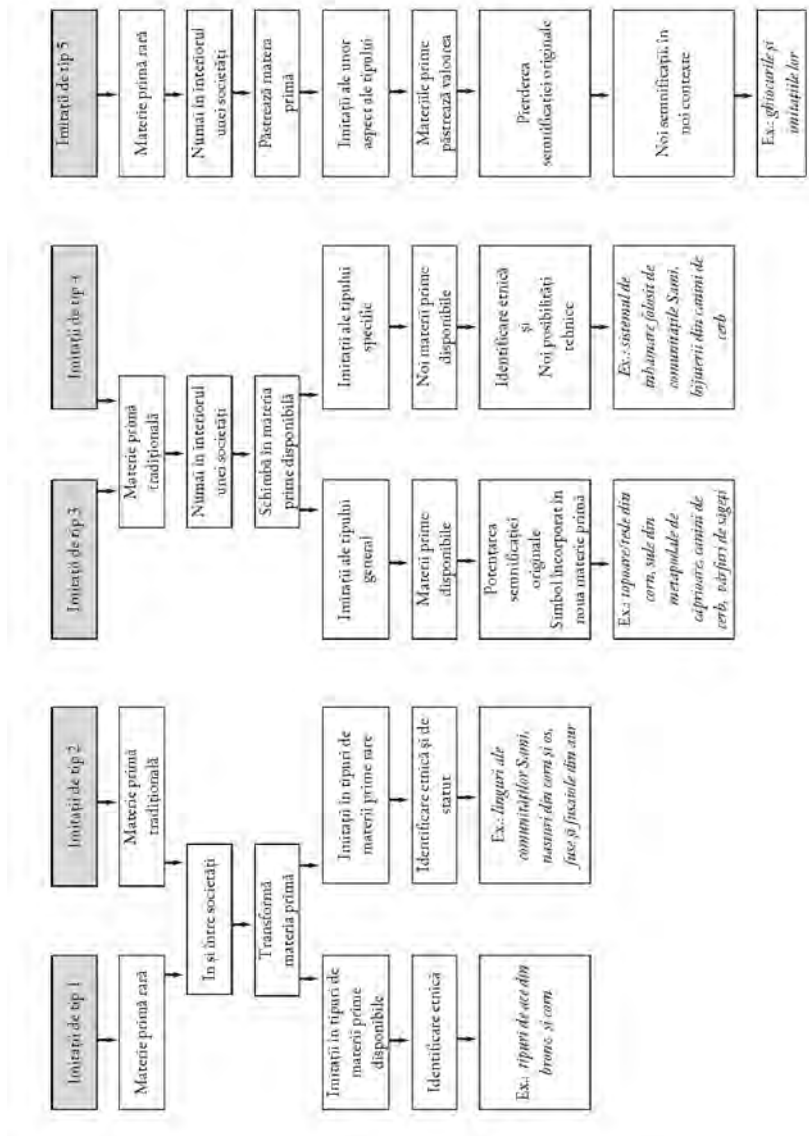 Imitații de tip 1
Materie primă rară
Imitații de tip 2
Materie primă
tradițională
În și între societăți
Transformă
materia primă
Imitații în tipuri de
materii prime
disponibile
Identificare etnică
Ex.: tipuri de ace din
bronz și corn
Imitații în tipuri de
materii prime rare
Identificare etnică și de
statut
Ex.: linguri ale
comunităților Sami,
nasturi din corn și os,
fuse și fusaiole din aur
Imitații de tip 3
Imitații de tip 4
Materie primă
tradițională
Numai în interiorul
unei societăți
Schimbă în materia
prime disponibilă
Imitații ale tipului
general
Materii prime
disponibile
Potențarea
semnificației
originale
Simbol încorporat în
noua materie primă
Ex.: topoare/tesle din
corn, sule din
metapodale de
căprioare, canini de
cerb, vârfuri de săgeți
Imitații ale tipului
specific
Noi materii prime
disponibile
Identificare etnică
și
Noi posibilități
tehnice
Ex.: sistemul de
înhamare folosit de
comunitățile Sami,
bijuterii din canini de
cerb
Imitații de tip 5
Materie primă rară
Numai în interiorul
unei societăți
Păstrează matera
primă
Imitații ale unor
aspect ale tipului
Materiile prime
păstrează valoarea
Pierderea
semnificației originale
Noi semnificații, în
noi contexte
Ex.: ghiocurile și
imitațiile lor